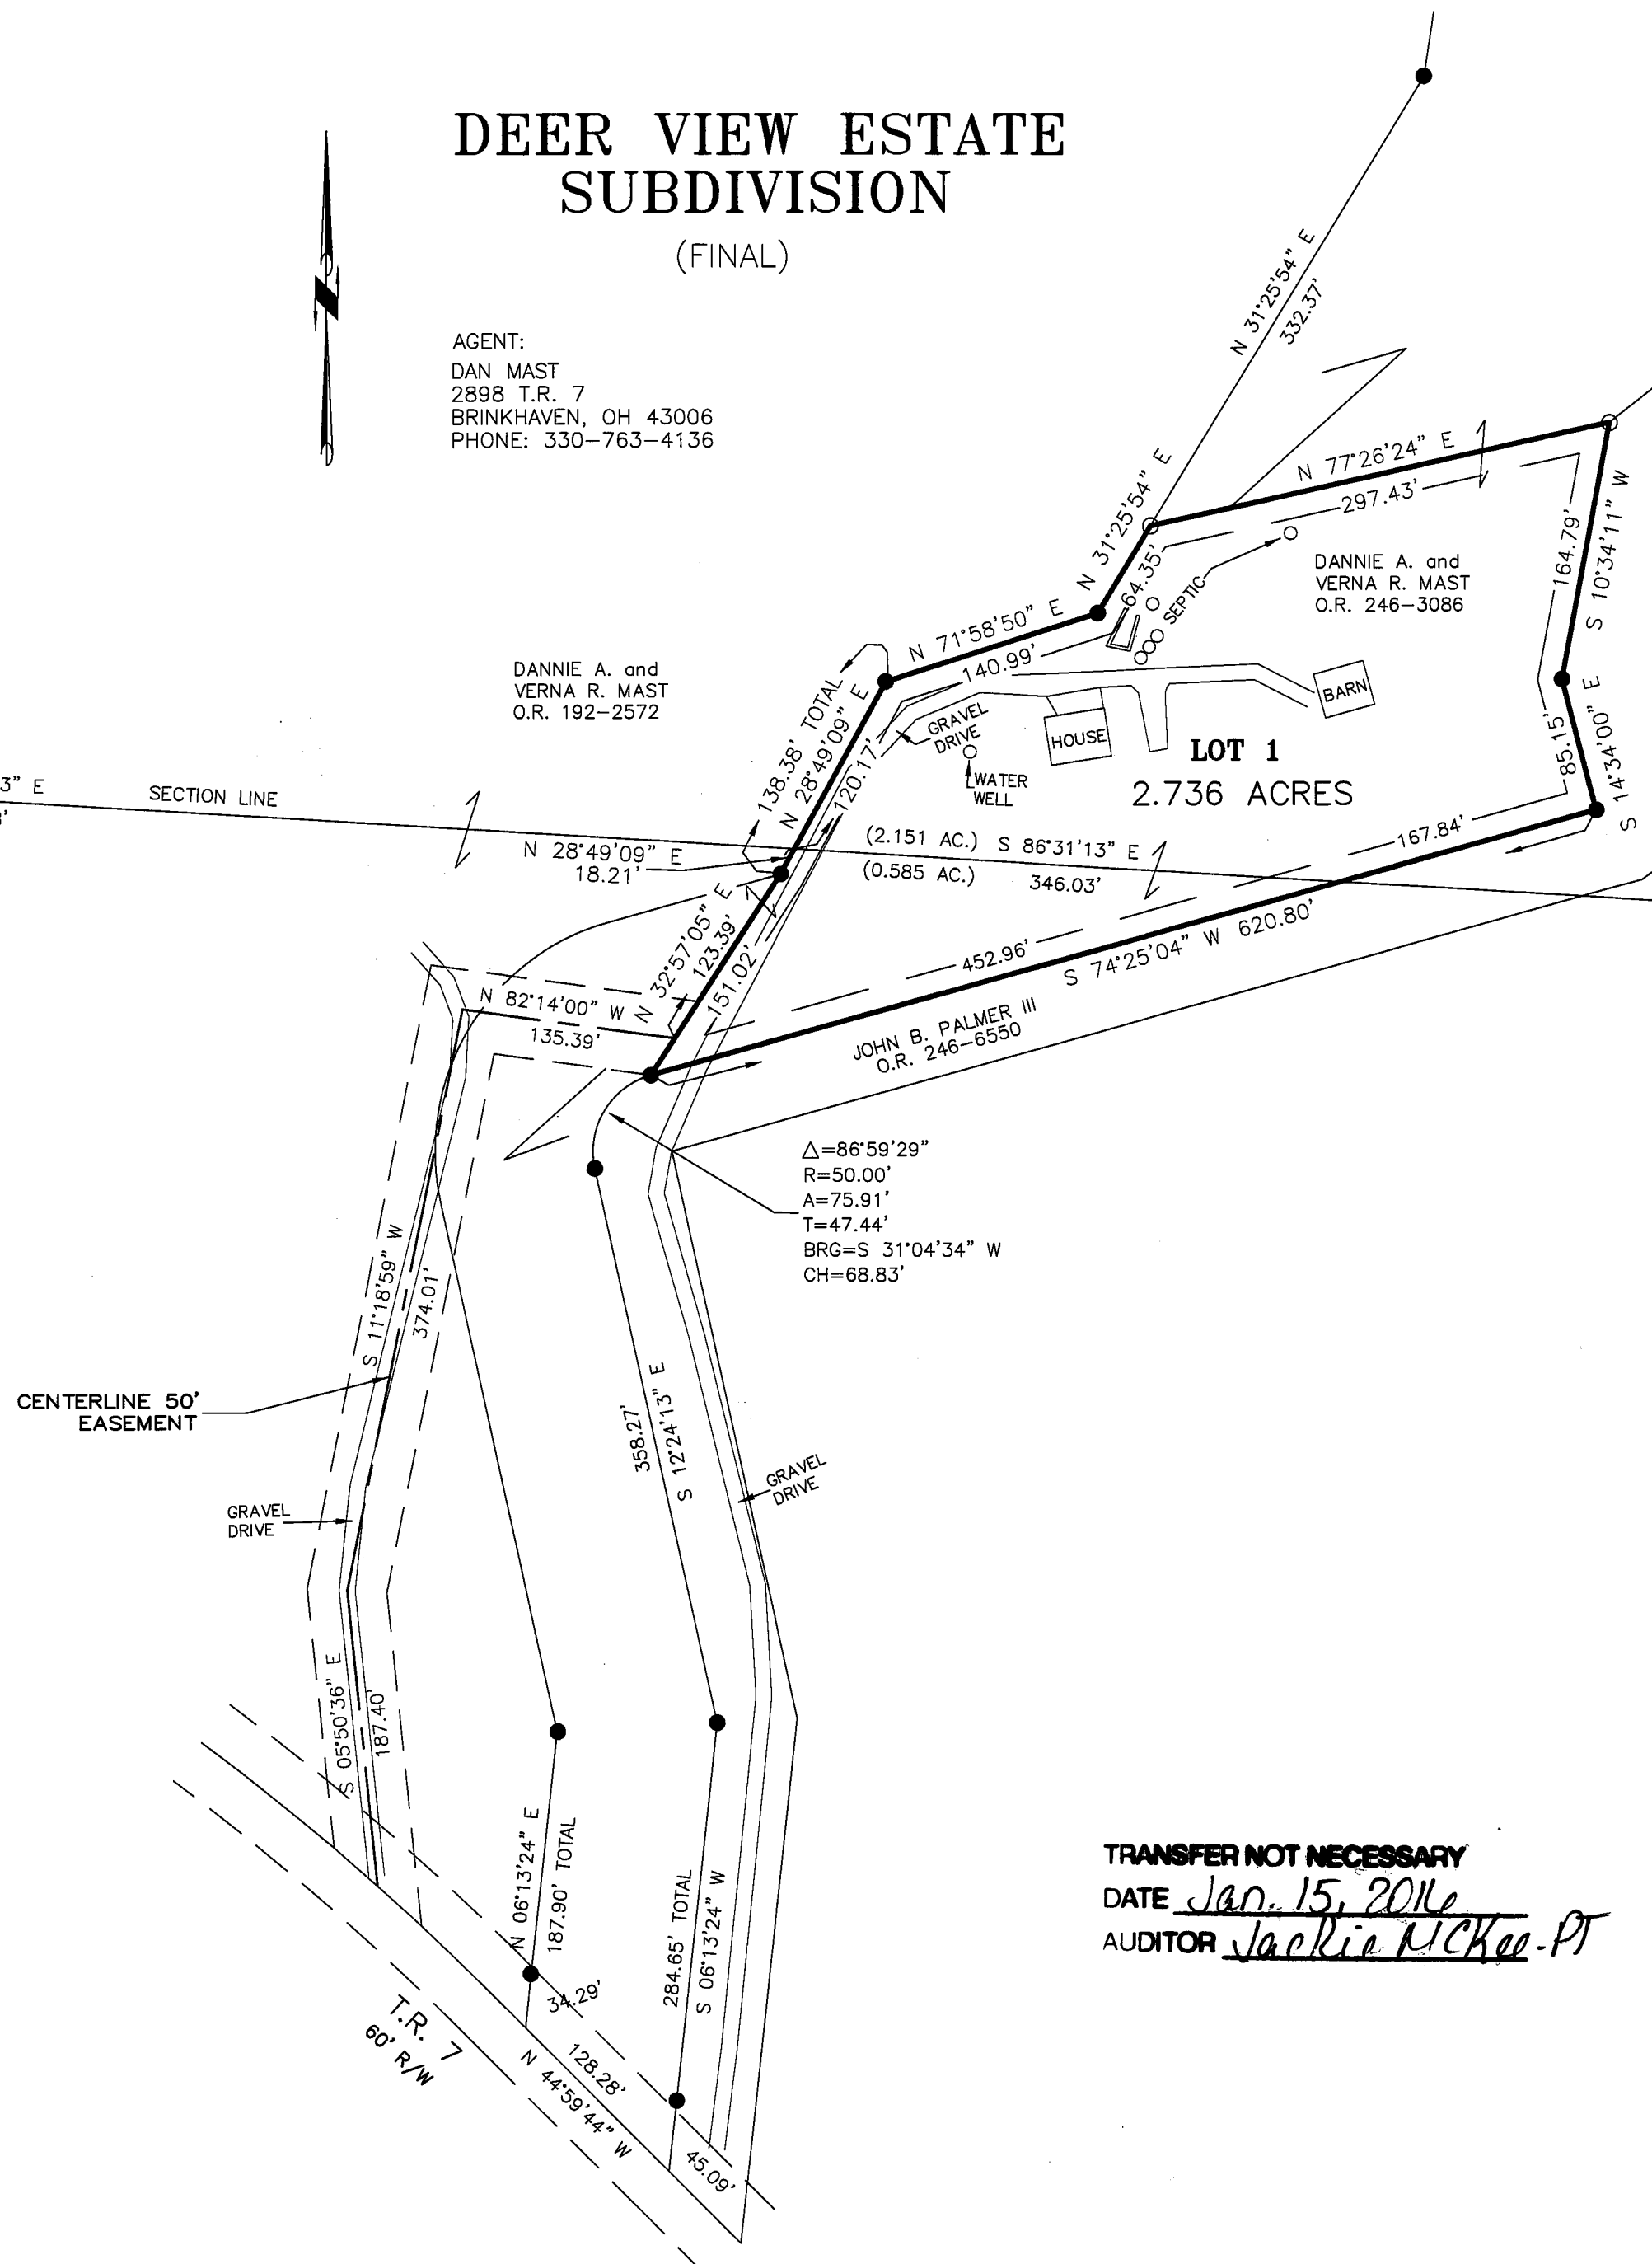 DEER VIEW ESTATE
SUBDIVISION
(FINAL)
AGENT:
DAN MAST
2898 T.R. 7
BRINKHAVEN, OH 43006
PHONE: 330-763-4136
N 31°25'54" E
332.37'
N 77°26'24" E
297.43'
N 31°25'54" E
64.35'
SEPTIC
DANNIE A. and
VERNA R. MAST
O.R. 246-3086
164.79'
S 10°34'11" W
N 71°58'50" E
140.99'
DANNIE A. and
VERNA R. MAST
O.R. 192-2572
138.38' TOTAL
N 28°49'09" E
120.17'
GRAVEL
DRIVE
HOUSE
BARN
WATER
WELL
LOT 1
2.736 ACRES
85.15'
S 14°34'00" E
3" E
SECTION LINE
N 28°49'09" E
18.21'
(2.151 AC.) S 86°31'13" E
(0.585 AC.) 346.03'
167.84'
N 32°57'05" E
123.39'
151.02'
452.96'
S 74°25'04" W 620.80'
JOHN B. PALMER III
O.R. 246-6550
N 82°14'00" W
135.39'
△=86°59'29"
R=50.00'
A=75.91'
T=47.44'
BRG=S 31°04'34" W
CH=68.83'
S 11°18'59" W
374.01'
CENTERLINE 50'
EASEMENT
358.27'
S 12°24'13" E
GRAVEL
DRIVE
GRAVEL
DRIVE
S 05°50'36" E
187.40'
N 06°13'24" E
187.90' TOTAL
284.65' TOTAL
S 06°13'24" W
34.29'
T.R. 7
60' R/W
128.28'
N 44°59'44" W
45.09'
TRANSFER NOT NECESSARY
DATE Jan. 15, 2016
AUDITOR Jackie McKee-PT